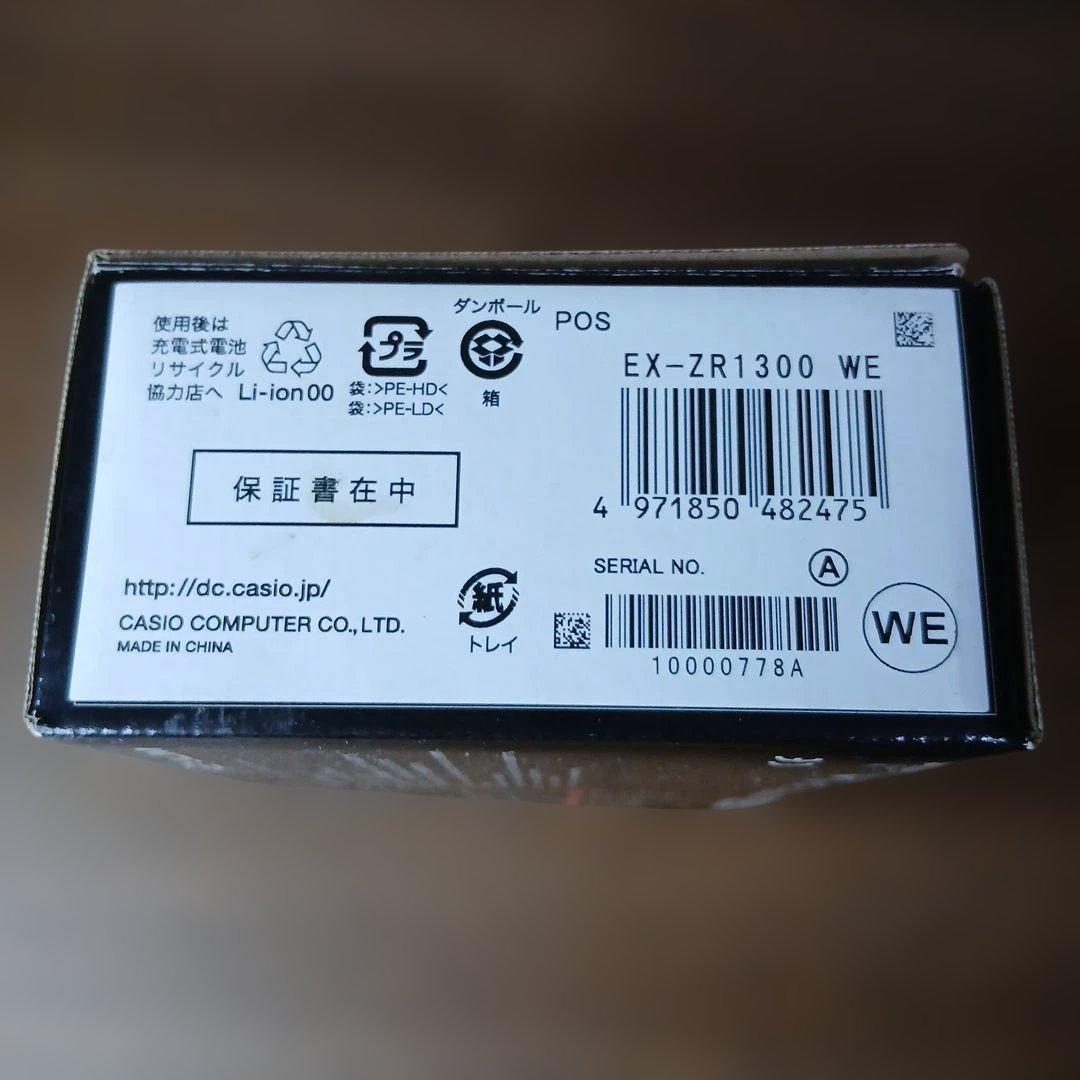 使用後は
充電式電池
リサイクル
協力店へ Li-ion 00
プラ
袋:>PE-HD<
袋:>PE-LD<
ダンボール
箱
POS
EX-ZR1300 WE
4 971850 482475
保証書在中
http://dc.casio.jp/
CASIO COMPUTER CO.,LTD.
MADE IN CHINA
紙
トレイ
SERIAL NO. A
10000778A
WE